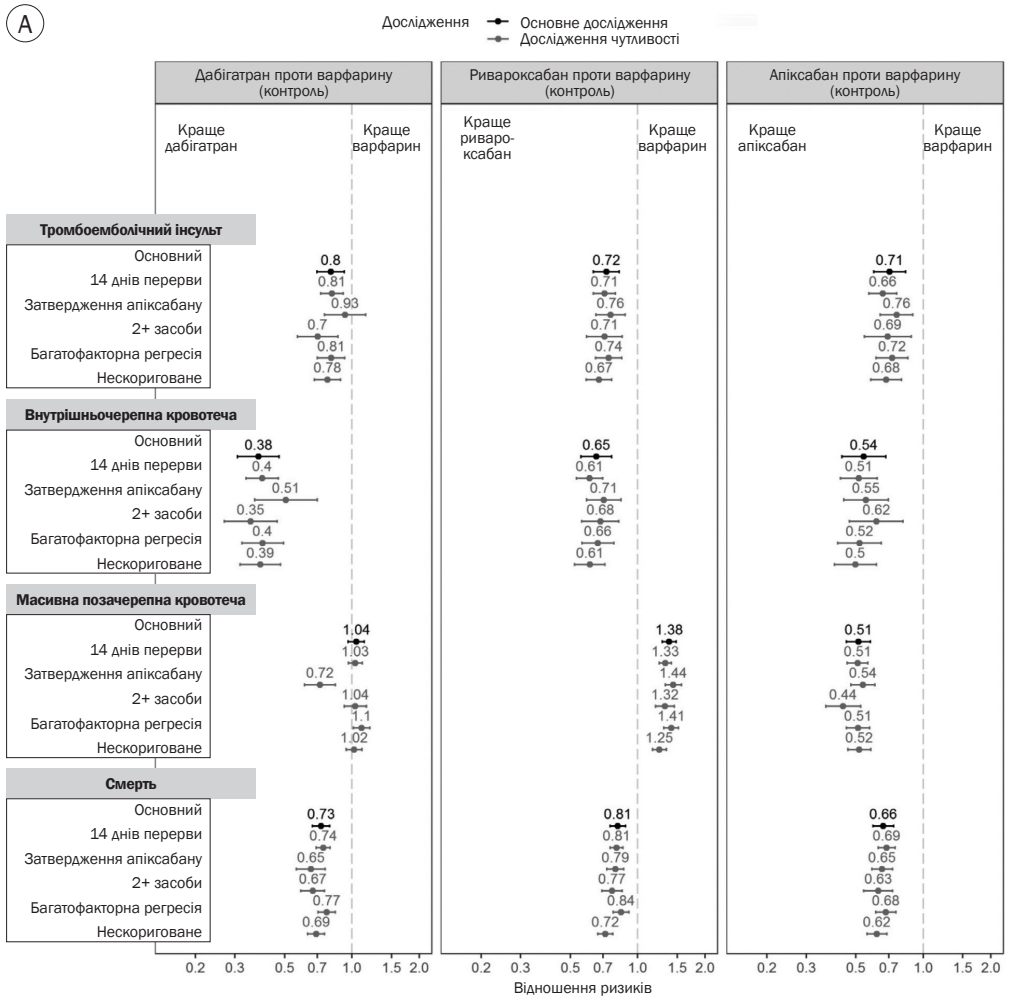 A
Дослідження
Основне дослідження
Дослідження чутливості
Дабігатран проти варфарину
(контроль)
Ривароксабан проти варфарину
(контроль)
Апіксабан проти варфарину
(контроль)
Краще
дабігатран
Краще
варфарин
Краще
риваро-
ксабан
Краще
варфарин
Краще
апіксабан
Краще
варфарин
Тромбоемболічний інсульт
Основний 0.8 0.72 0.71
14 днів перерви 0.81 0.71 0.66
Затвердження апіксабану 0.93 0.76 0.76
2+ засоби 0.7 0.71 0.69
Багатофакторна регресія 0.81 0.74 0.72
Нескориговане 0.78 0.67 0.68
Внутрішньочерепна кровотеча
Основний 0.38 0.65 0.54
14 днів перерви 0.4 0.61 0.51
Затвердження апіксабану 0.51 0.71 0.55
2+ засоби 0.35 0.68 0.62
Багатофакторна регресія 0.4 0.66 0.52
Нескориговане 0.39 0.61 0.5
Масивна позачерепна кровотеча
Основний 1.04 1.38 0.51
14 днів перерви 1.03 1.33 0.51
Затвердження апіксабану 0.72 1.44 0.54
2+ засоби 1.04 1.32 0.44
Багатофакторна регресія 1.1 1.41 0.51
Нескориговане 1.02 1.25 0.52
Смерть
Основний 0.73 0.81 0.66
14 днів перерви 0.74 0.81 0.69
Затвердження апіксабану 0.65 0.79 0.65
2+ засоби 0.67 0.77 0.63
Багатофакторна регресія 0.77 0.84 0.68
Нескориговане 0.69 0.72 0.62
0.2 0.3 0.5 0.7 1.0 1.5 2.0 0.2 0.3 0.5 0.7 1.0 1.5 2.0 0.2 0.3 0.5 0.7 1.0 1.5 2.0
Відношення ризиків